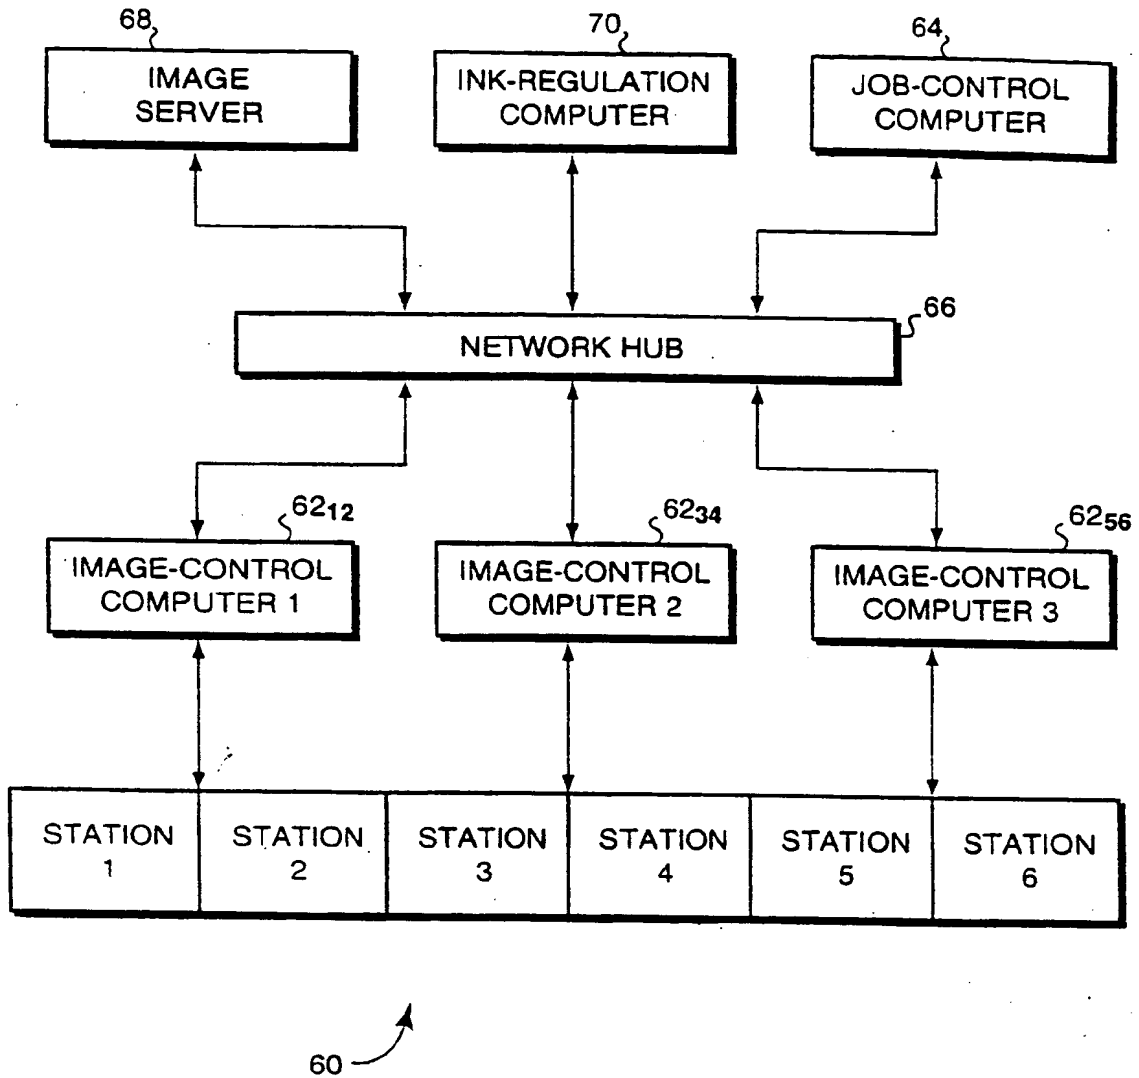 68
70
64
IMAGE
SERVER
INK-REGULATION
COMPUTER
JOB-CONTROL
COMPUTER
66
NETWORK HUB
6212
6234
6256
IMAGE-CONTROL
COMPUTER 1
IMAGE-CONTROL
COMPUTER 2
IMAGE-CONTROL
COMPUTER 3
STATION
1
STATION
2
STATION
3
STATION
4
STATION
5
STATION
6
60